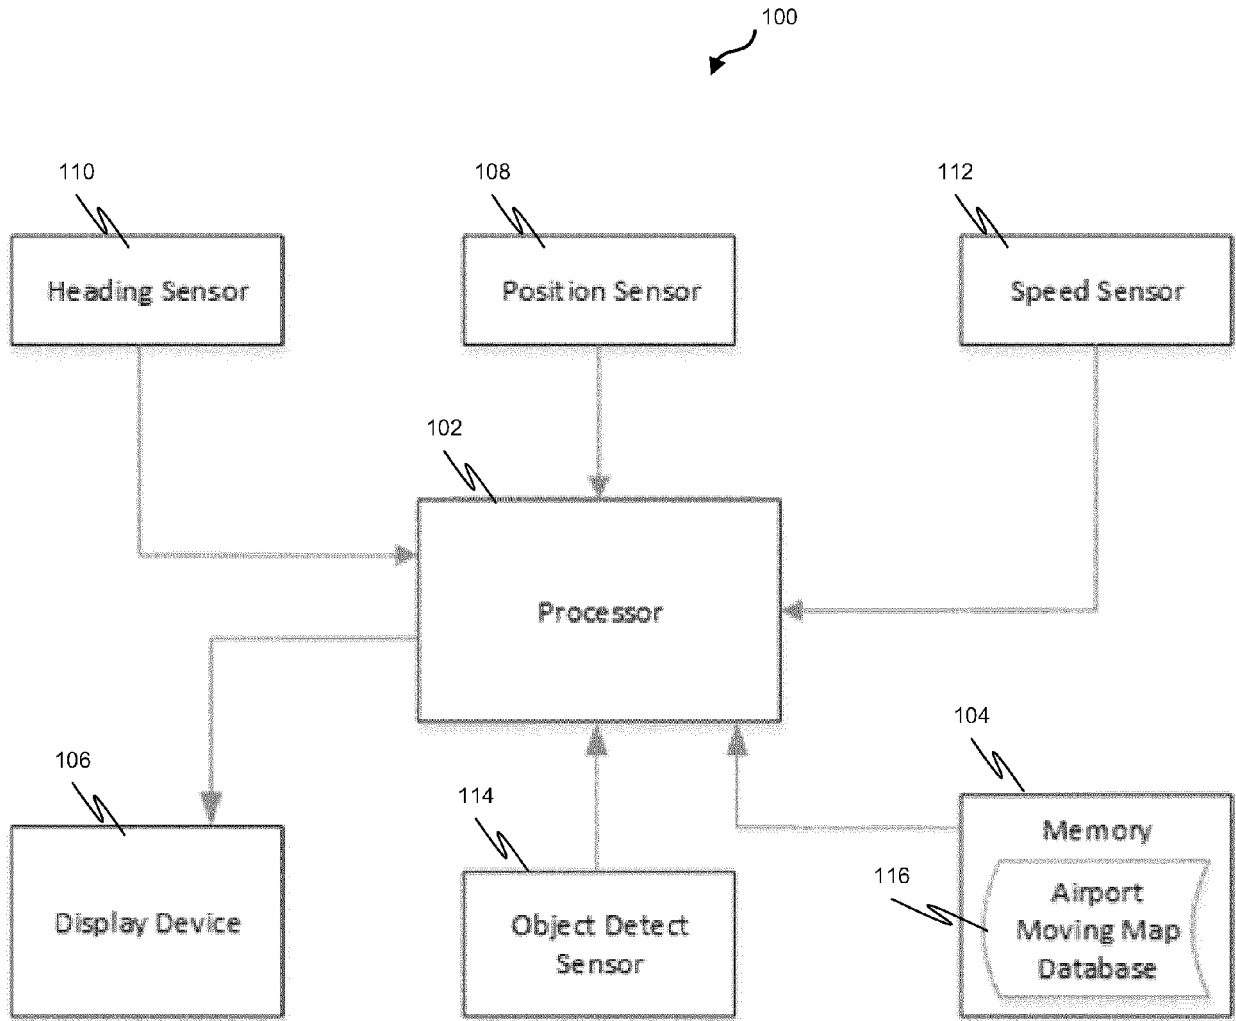 100
110
108
112
Heading Sensor
Position Sensor
Speed Sensor
102
Processor
104
106
114
Memory
116
Airport
Moving Map
Database
Display Device
Object Detect
Sensor